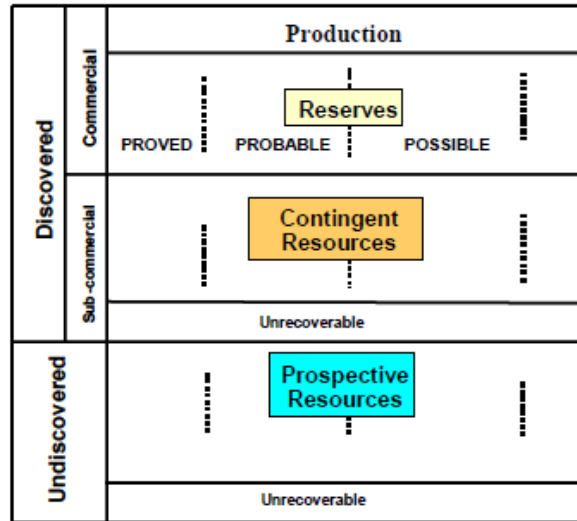 Production
Discovered
Commercial
Reserves
PROVED PROBABLE POSSIBLE
Sub-commercial
Contingent
Resources
Unrecoverable
Undiscovered
Prospective
Resources
Unrecoverable